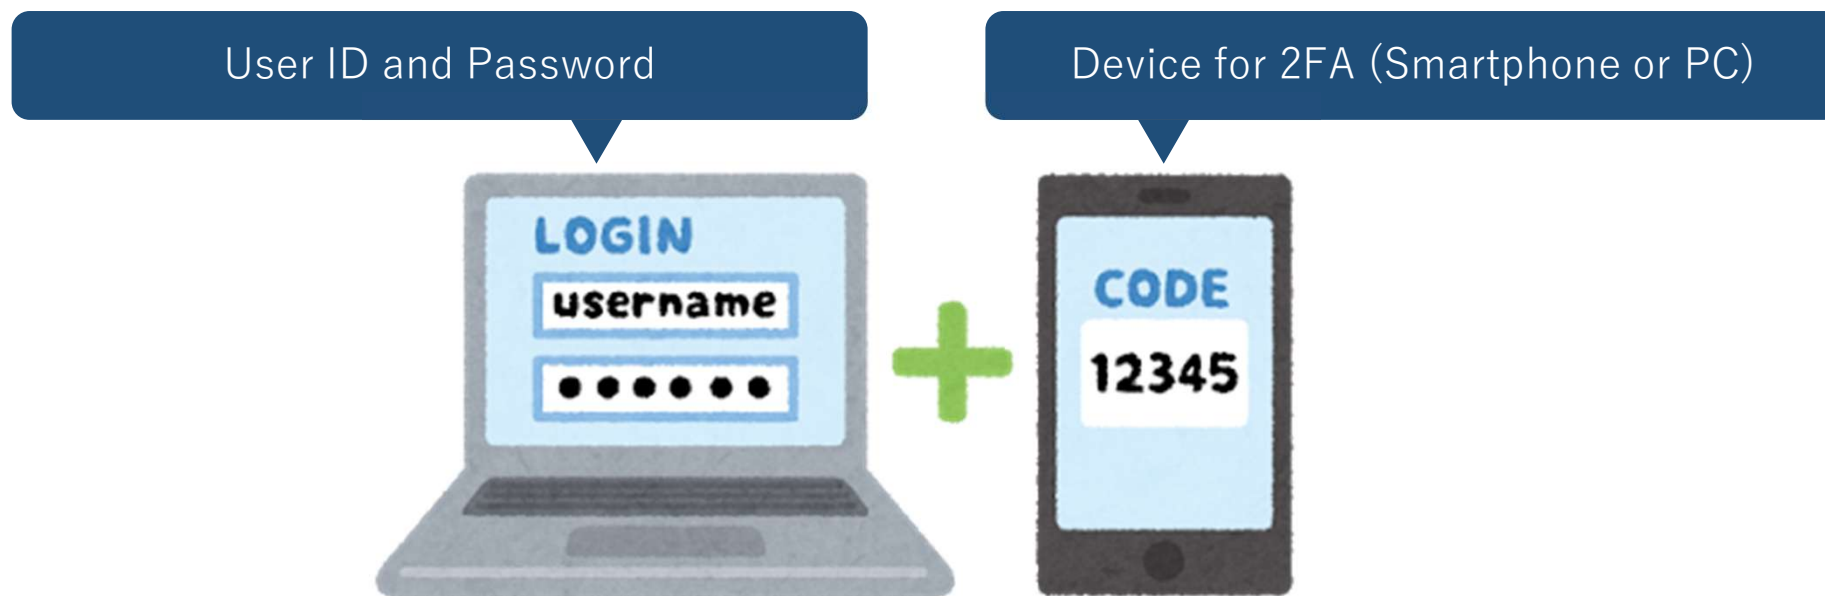 User ID and Password
Device for 2FA (Smartphone or PC)
LOGIN
username
●●●●●●
CODE
12345